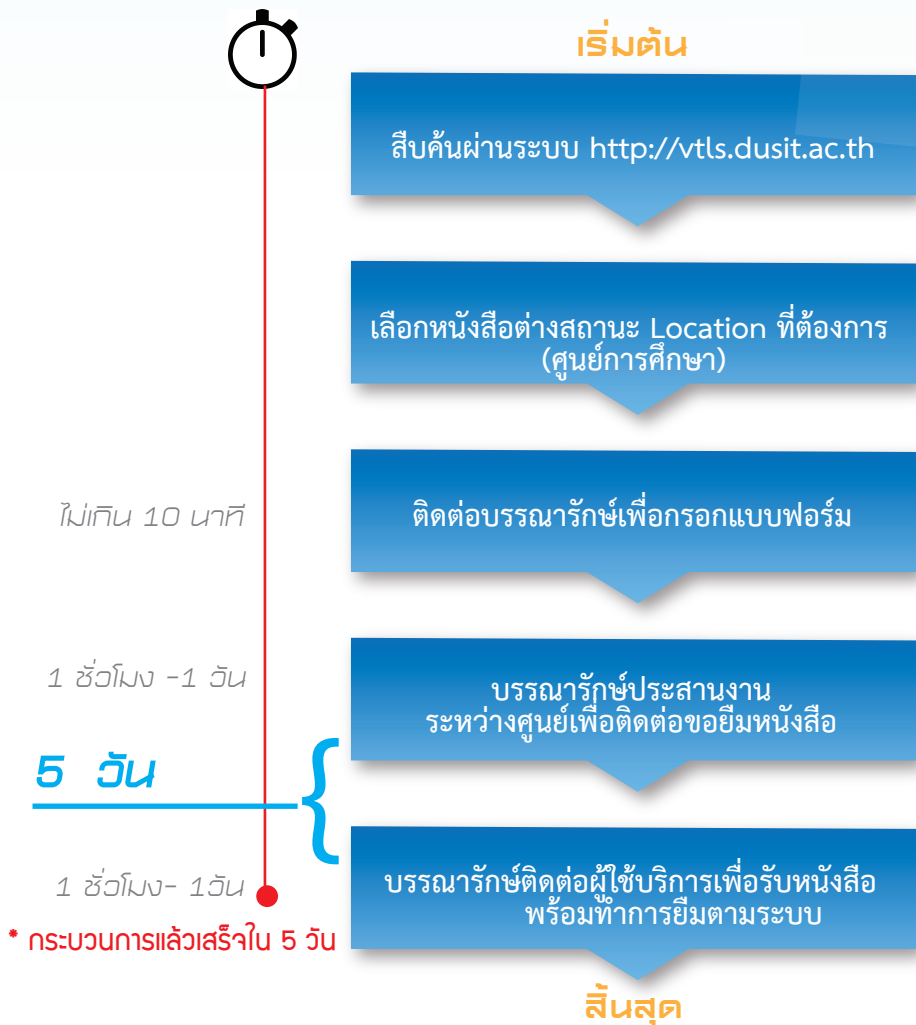 เริ่มต้น
สืบค้นผ่านระบบ http://vtls.dusit.ac.th
เลือกหนังสือต่างสถานะ Location ที่ต้องการ
(ศูนย์การศึกษา)
ไม่เกิน 10 นาที
ติดต่อบรรณารักษ์เพื่อกรอกแบบฟอร์ม
1 ชั่วโมง -1 วัน
บรรณารักษ์ประสานงาน
ระหว่างศูนย์เพื่อติดต่อขอยืมหนังสือ
5 วัน
1 ชั่วโมง- 1วัน
บรรณารักษ์ติดต่อผู้ใช้บริการเพื่อรับหนังสือ
พร้อมทำการยืมตามระบบ
* กระบวนการแล้วเสร็จใน 5 วัน
สิ้นสุด